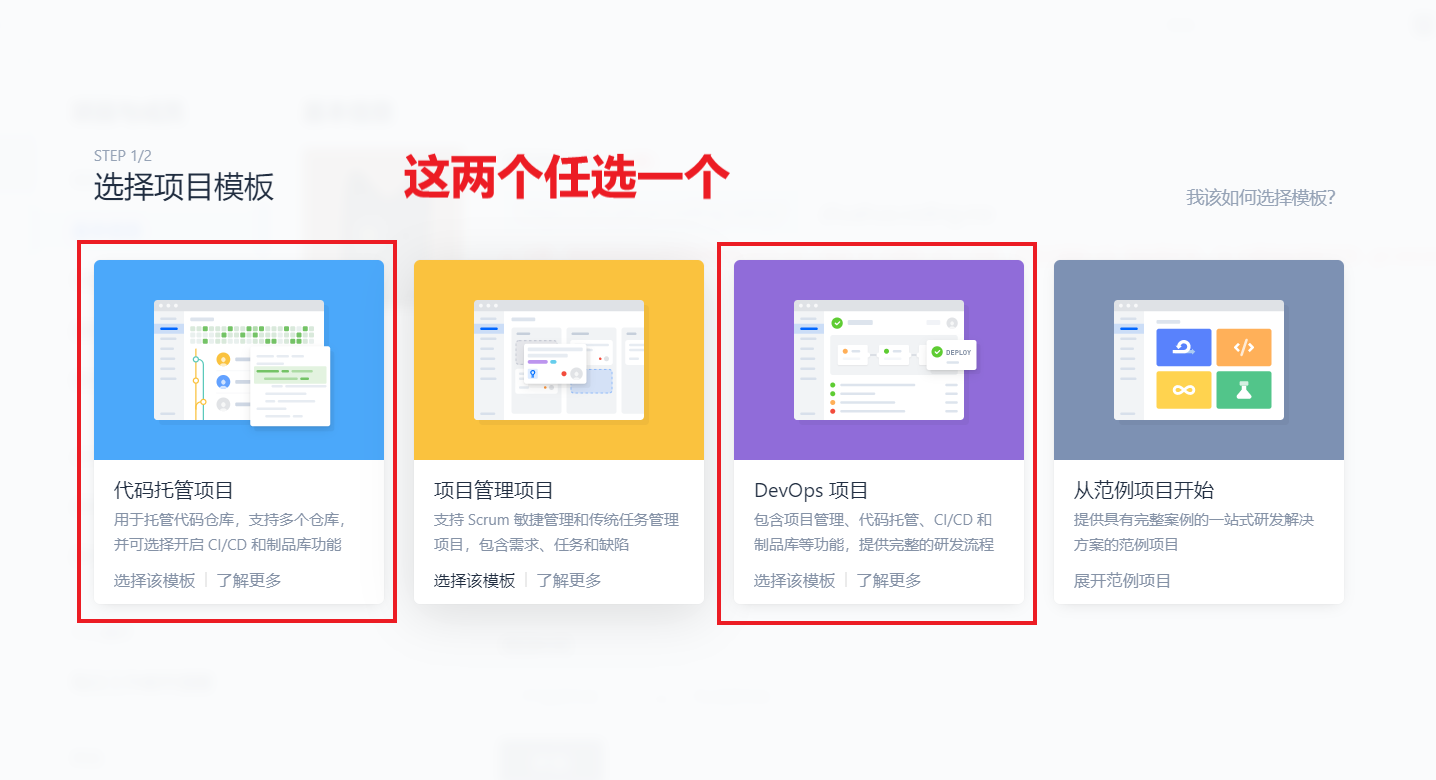 STEP 1/2
选择项目模板
这两个任选一个
我该如何选择模板?
DEPLOY
代码托管项目
用于托管代码仓库，支持多个仓库，
并可选择开启 CI/CD 和制品库功能
选择该模板 | 了解更多
项目管理项目
支持 Scrum 敏捷管理和传统任务管理
项目，包含需求、任务和缺陷
选择该模板 | 了解更多
DevOps 项目
包含项目管理、代码托管、CI/CD 和
制品库等功能，提供完整的研发流程
选择该模板 | 了解更多
从范例项目开始
提供具有完整案例的一站式研发解决
方案的范例项目
展开范例项目